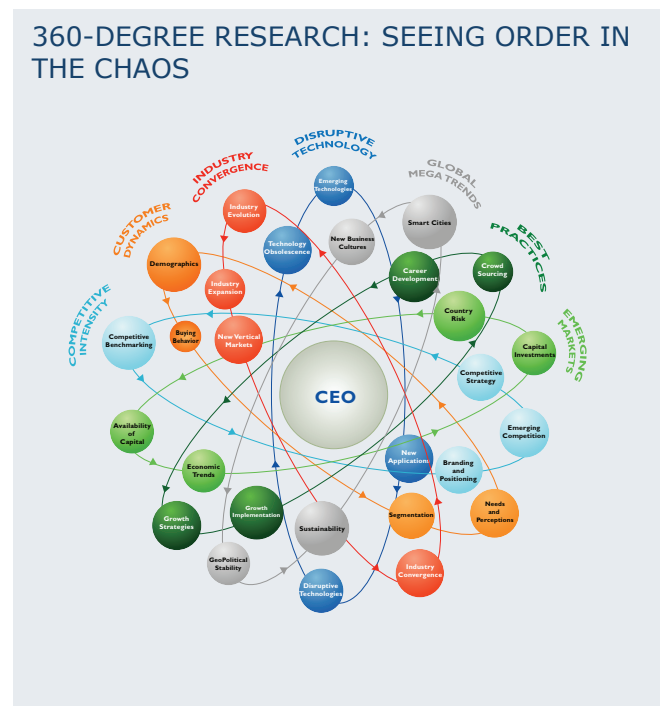 360-DEGREE RESEARCH: SEEING ORDER IN
THE CHAOS
DISRUPTIVE
TECHNOLOGY
INDUSTRY
CONVERGENCE
GLOBAL
MEGA TRENDS
CUSTOMER
DYNAMICS
BEST
PRACTICES
COMPETITIVE
INTENSITY
EMERGING
MARKETS
Emerging
Technologies
Industry
Evolution
Smart Cities
Technology
Obsolescence
New Business
Cultures
Demographics
Career
Development
Crowd
Sourcing
Industry
Expansion
Country
Risk
Buying
Behavior
New Vertical
Markets
Competitive
Benchmarking
Capital
Investments
Competitive
Strategy
CEO
Availability
of
Capital
Emerging
Competition
New
Applications
Economic
Trends
Branding
and
Positioning
Growth
Strategies
Growth
Implementation
Sustainability
Segmentation
Needs
and
Perceptions
GeoPolitical
Stability
Industry
Convergence
Disruptive
Technologies